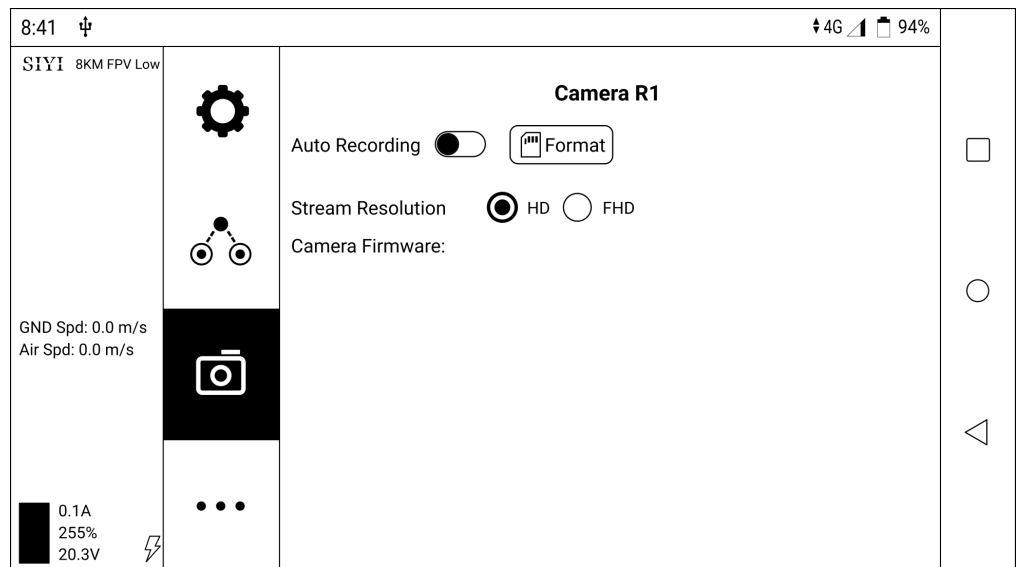 8:41 4G 94%
SIYI 8KM FPV Low
Camera R1
Auto Recording Format
Stream Resolution HD FHD
Camera Firmware:
GND Spd: 0.0 m/s
Air Spd: 0.0 m/s
0.1A
255%
20.3V